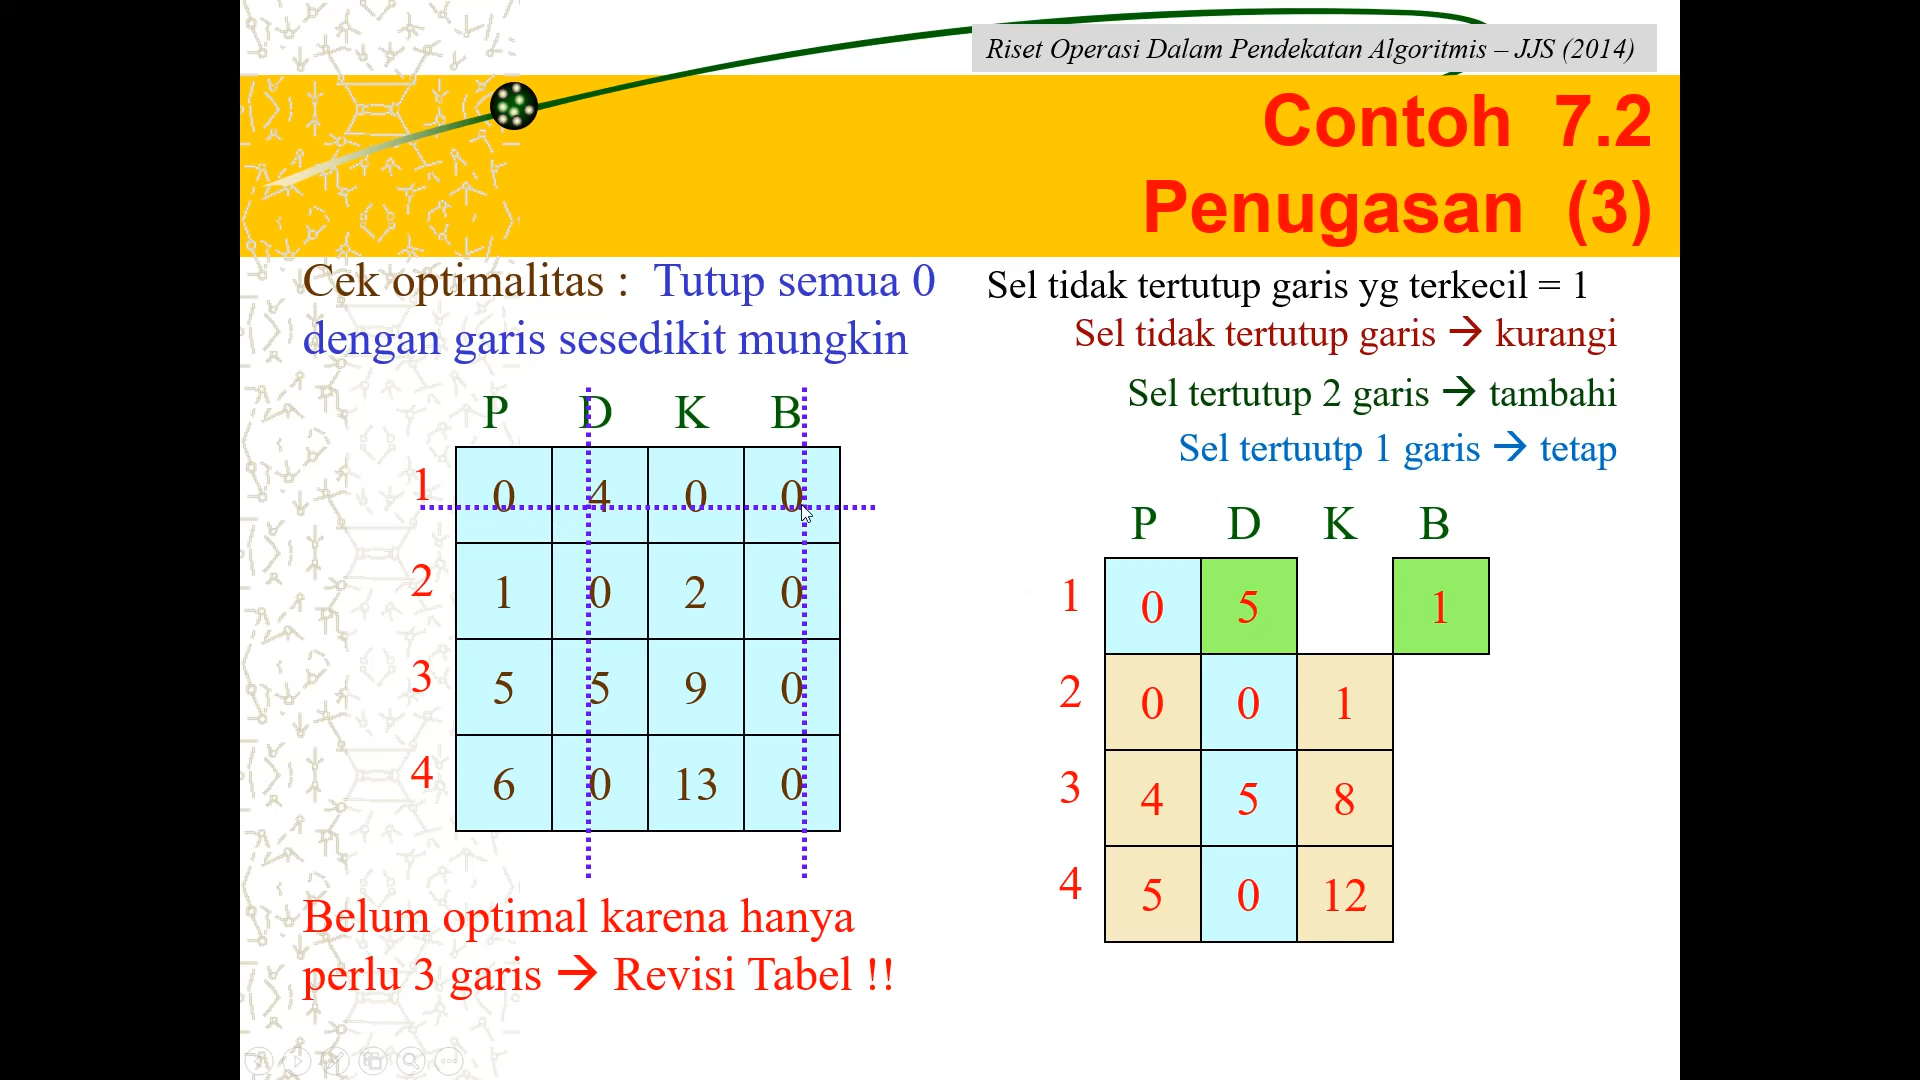 Riset Operasi Dalam Pendekatan Algoritmis – JJS (2014)
Contoh 7.2
Penugasan (3)
Cek optimalitas : Tutup semua 0
dengan garis sesedikit mungkin
P D K B
1 0 4 0 0
2 1 0 2 0
3 5 5 9 0
4 6 0 13 0
Belum optimal karena hanya
perlu 3 garis → Revisi Tabel !!
Sel tidak tertutup garis yg terkecil = 1
Sel tidak tertutup garis → kurangi
Sel tertutup 2 garis → tambahi
Sel tertuutp 1 garis → tetap
P D K B
1 0 5 1
2 0 0 1
3 4 5 8
4 5 0 12